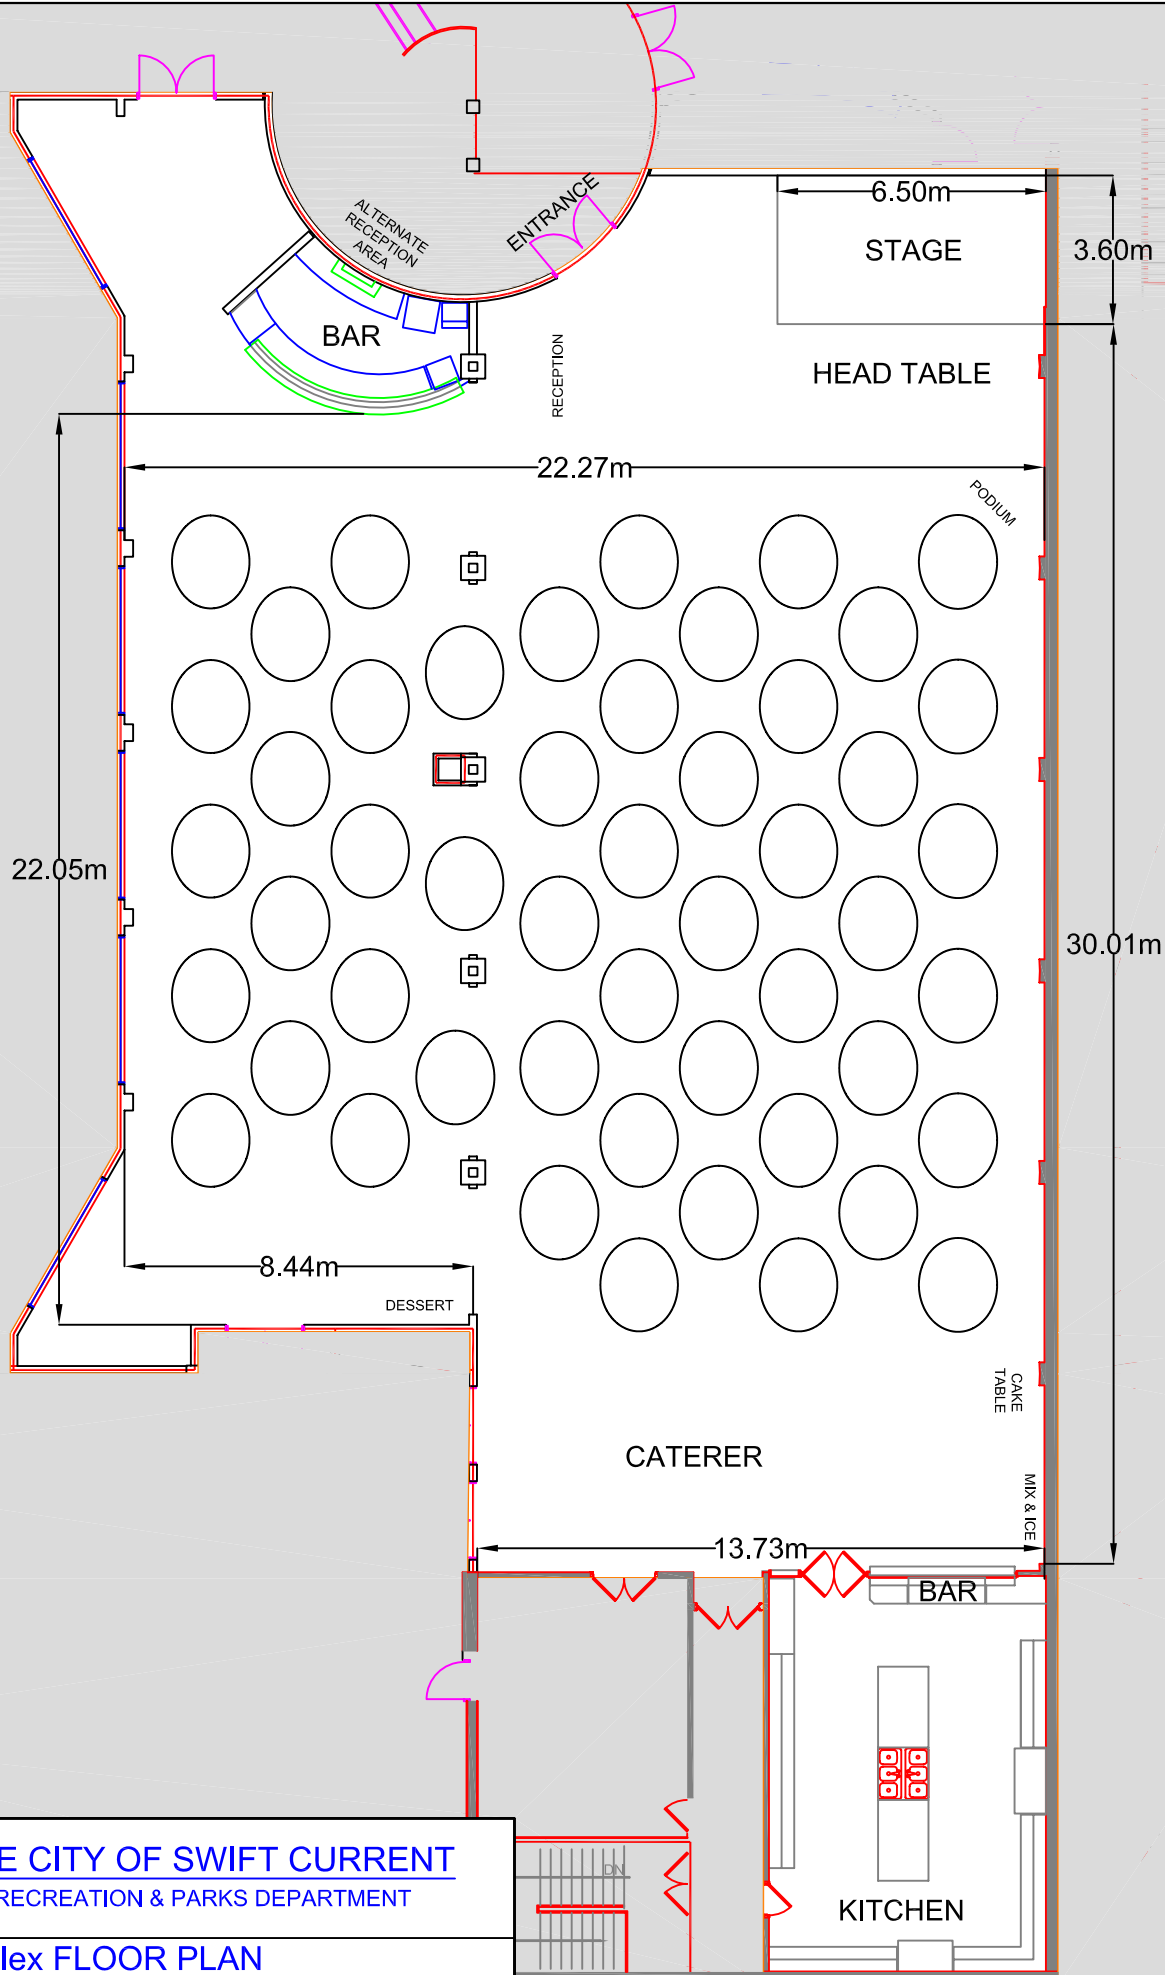 6.50m
ALTERNATE
RECEPTION
AREA
ENTRANCE
STAGE
3.60m
BAR
RECEPTION
HEAD TABLE
22.27m
PODIUM
22.05m
30.01m
8.44m
DESSERT
CAKE
TABLE
CATERER
MIX & ICE
13.73m
BAR
DN
KITCHEN
E CITY OF SWIFT CURRENT
RECREATION & PARKS DEPARTMENT
lex FLOOR PLAN